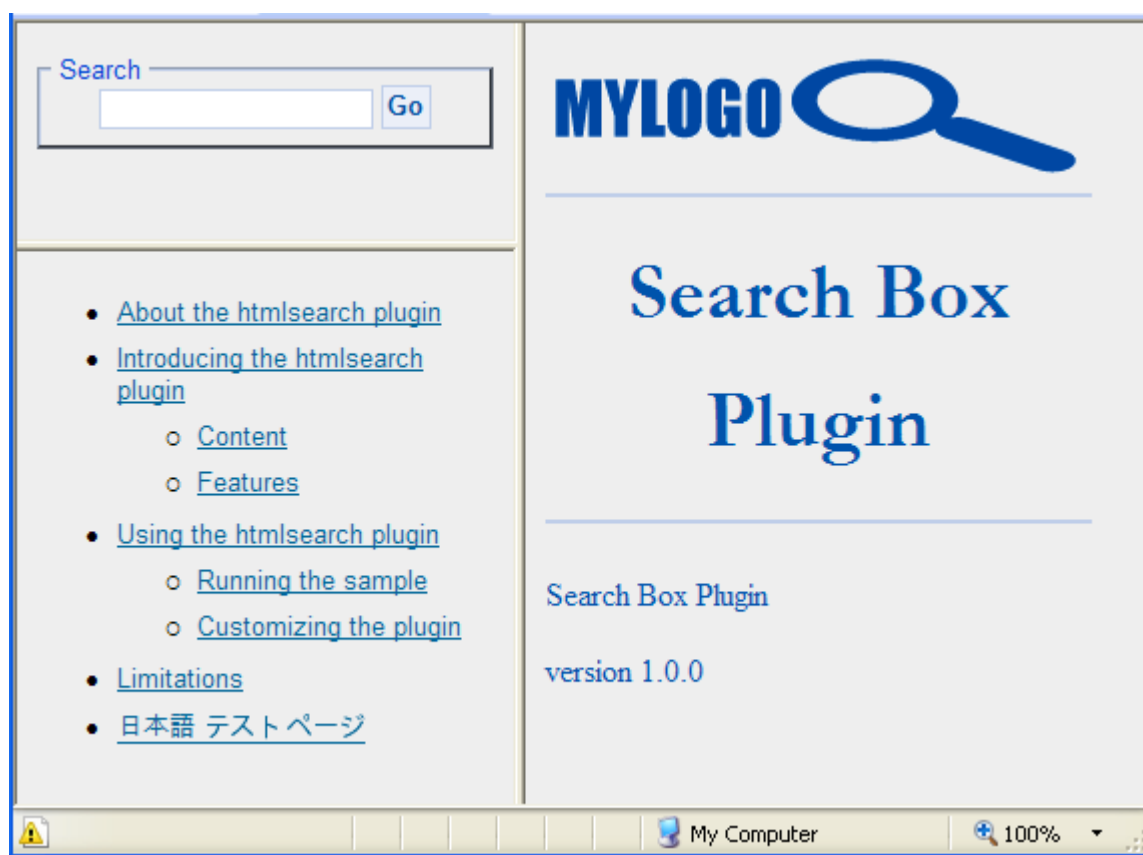 Search
Go
About the htmlsearch plugin
Introducing the htmlsearch
plugin
Content
Features
Using the htmlsearch plugin
Running the sample
Customizing the plugin
Limitations
日本語 テストページ
MYLOGO
Search Box
Plugin
Search Box Plugin
version 1.0.0
My Computer
100%